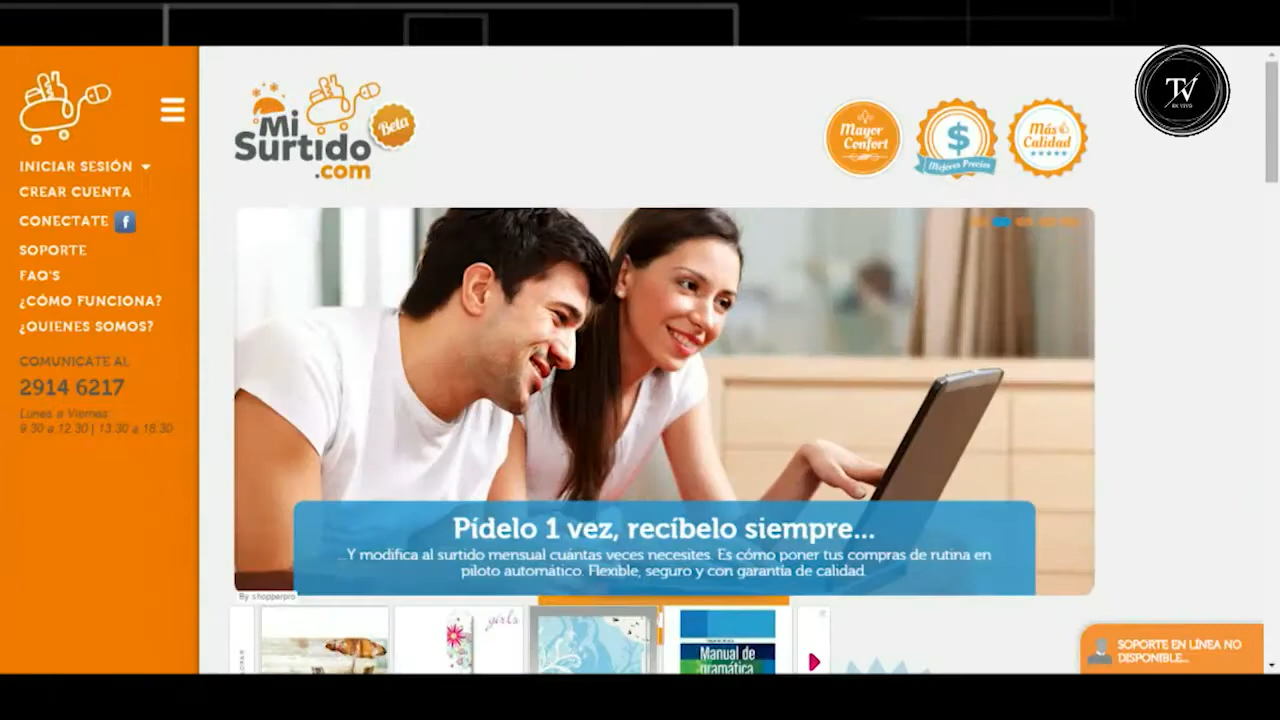 INICIAR SESIÓN
CREAR CUENTA
CONECTATE f
SOPORTE
FAQ'S
¿CÓMO FUNCIONA?
¿QUIENES SOMOS?
COMUNICATE AL
2914 6217
Lunes a Viernes:
9.30 a 12.30 | 13.30 a 18.30
Mi
Surtido
.com
Beta
Mayor
Confort
$
Mejores Precios
Más
Calidad
TV
EN VIVO
Pídelo 1 vez, recíbelo siempre...
...Y modifica al surtido mensual cuántas veces necesites. Es cómo poner tus compras de rutina en
piloto automático. Flexible, seguro y con garantía de calidad.
By shopperpro
girls
Manual de
gramática
SOPORTE EN LÍNEA NO
DISPONIBLE...